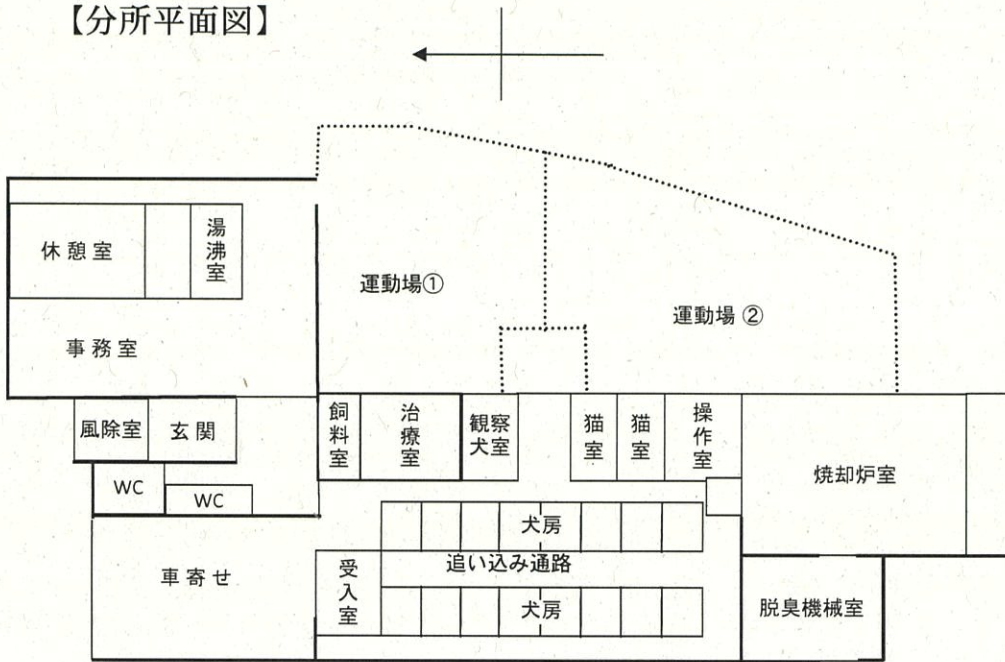 【分所平面図】
休憩室
湯沸室
事務室
運動場①
運動場②
風除室
玄関
WC
WC
車寄せ
飼料室
治療室
観察犬室
猫室
猫室
操作室
焼却炉室
犬房
追い込み通路
受入室
犬房
脱臭機械室